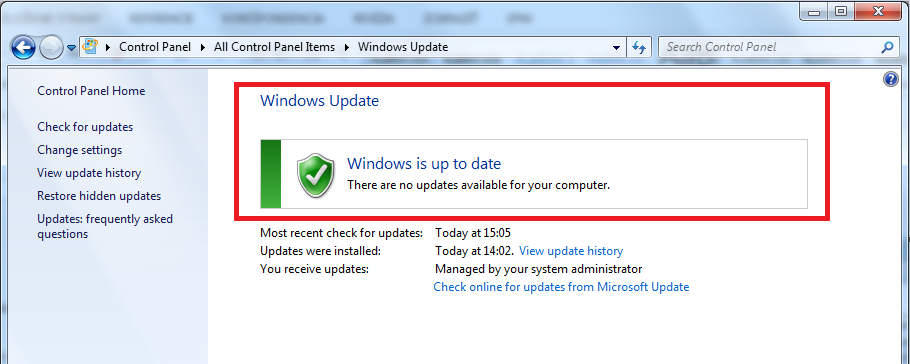 Control Panel ▸ All Control Panel Items ▸ Windows Update
Search Control Panel
Control Panel Home
Check for updates
Change settings
View update history
Restore hidden updates
Updates: frequently asked
questions
Windows Update
Windows is up to date
There are no updates available for your computer.
Most recent check for updates: Today at 15:05
Updates were installed: Today at 14:02. View update history
You receive updates: Managed by your system administrator
Check online for updates from Microsoft Update